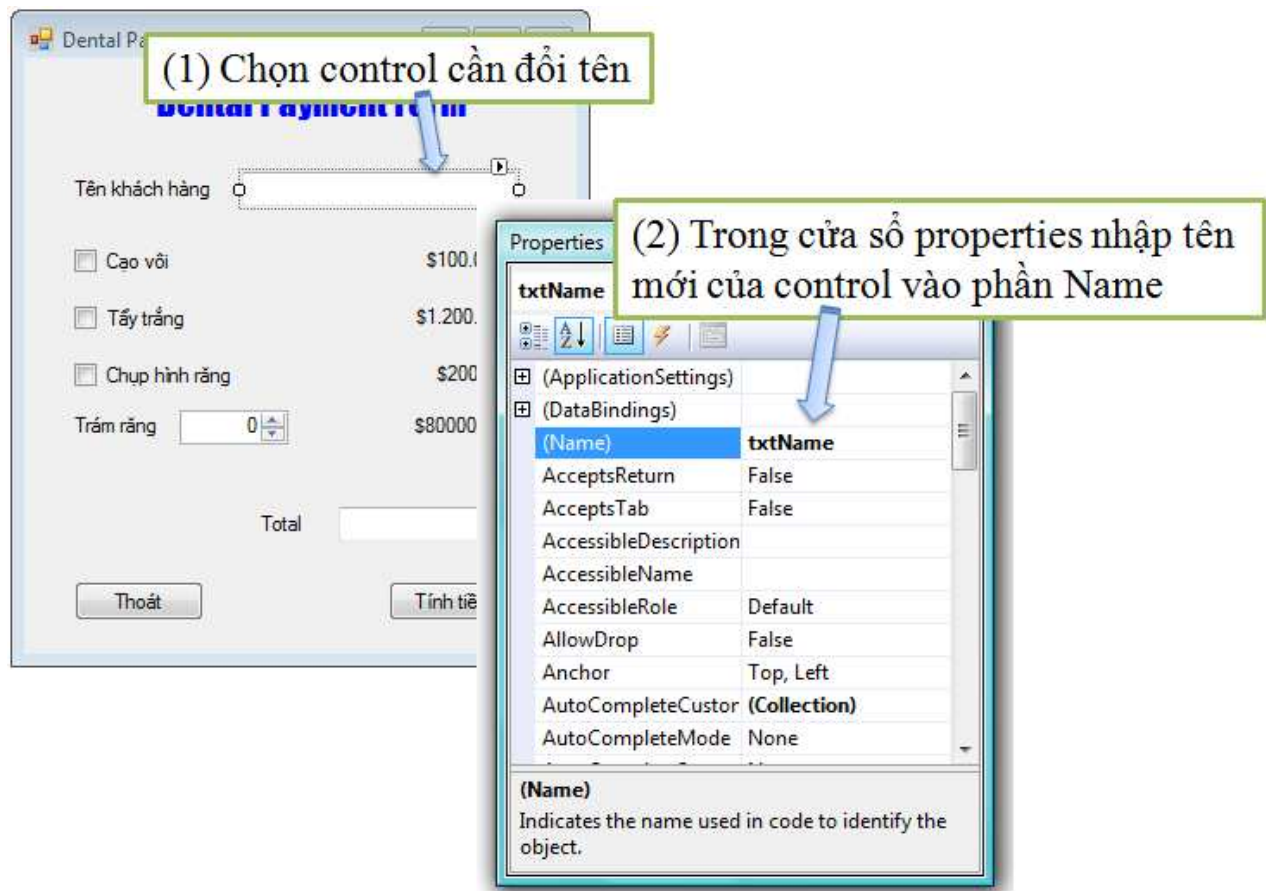 Dental Pa
(1) Chọn control cần đổi tên
Dental Payment Form
Tên khách hàng
Cạo vôi $100.0
Tẩy trắng $1.200.
Chụp hình răng $200
Trám răng 0 $80000
Total
Thoát Tính tiề
Properties
(2) Trong cửa sổ properties nhập tên
mới của control vào phần Name
txtName
(ApplicationSettings)
(DataBindings)
(Name) txtName
AcceptsReturn False
AcceptsTab False
AccessibleDescription
AccessibleName
AccessibleRole Default
AllowDrop False
Anchor Top, Left
AutoCompleteCustor (Collection)
AutoCompleteMode None
(Name)
Indicates the name used in code to identify the
object.